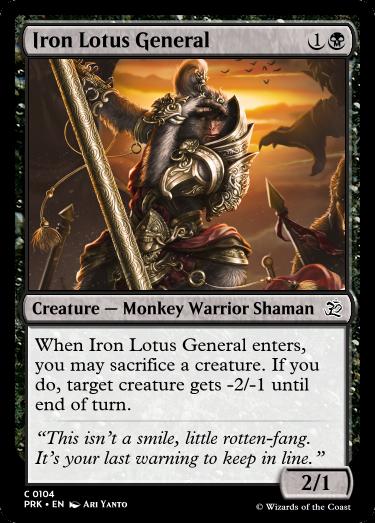 Iron Lotus General 1
Creature — Monkey Warrior Shaman
When Iron Lotus General enters,
you may sacrifice a creature. If you
do, target creature gets -2/-1 until
end of turn.
“This isn't a smile, little rotten-fang.
It's your last warning to keep in line.”
2/1
C 0104
PRK • EN Ari Yanto
© Wizards of the Coast